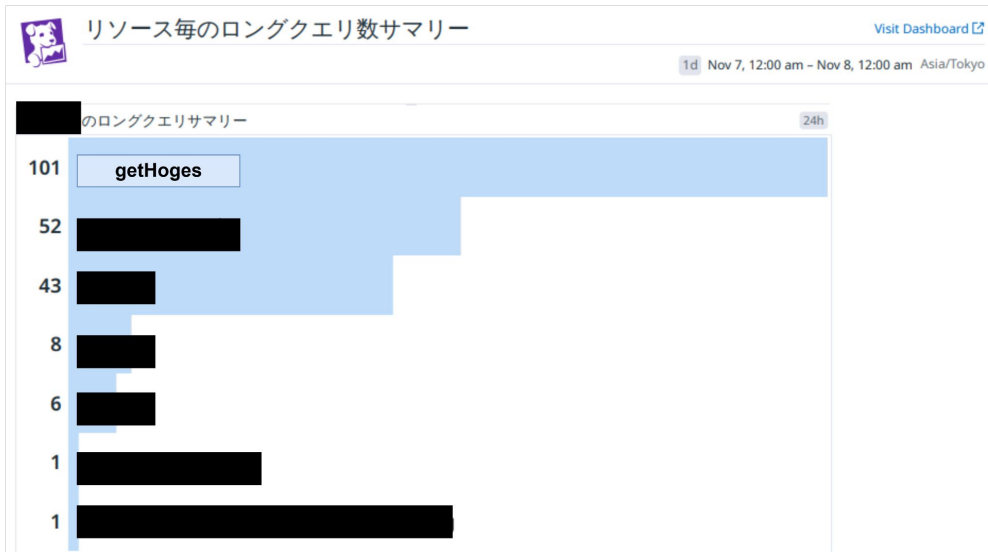 リソース毎のロングクエリ数サマリー
Visit Dashboard
1d Nov 7, 12:00 am – Nov 8, 12:00 am Asia/Tokyo
のロングクエリサマリー 24h
101 getHoges
52
43
8
6
1
1